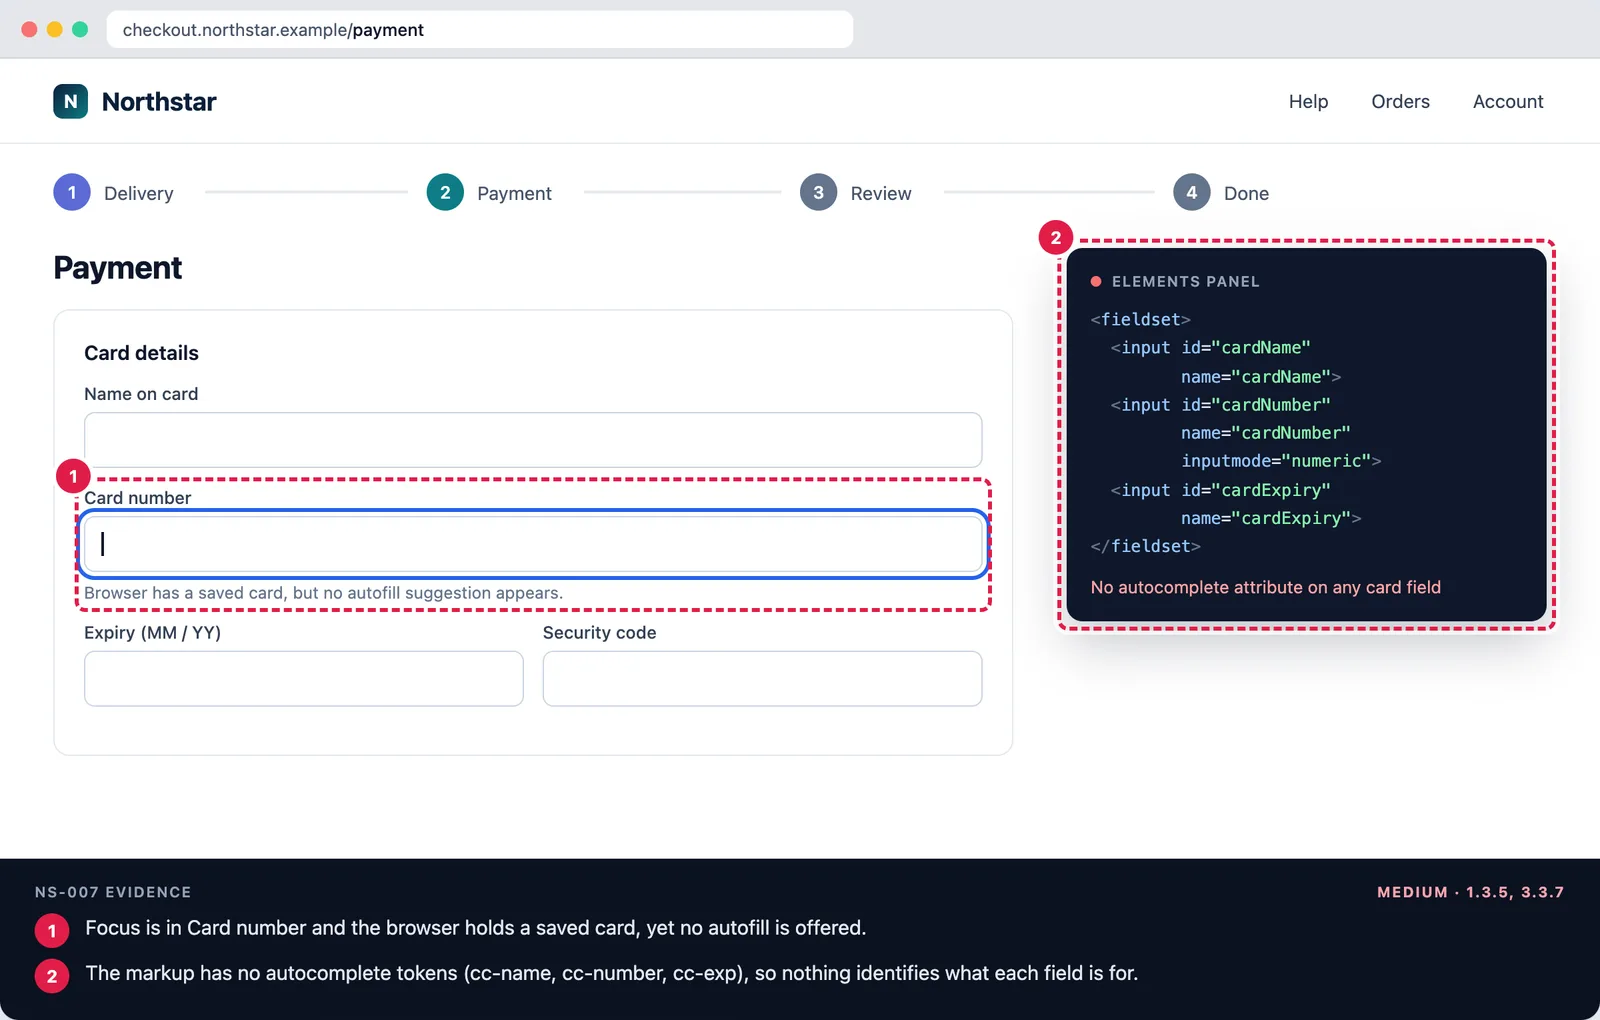 checkout.northstar.example/payment
N Northstar
Help Orders Account
1 Delivery 2 Payment 3 Review 4 Done
Payment
Card details
Name on card
1
Card number
Browser has a saved card, but no autofill suggestion appears.
Expiry (MM / YY) Security code
2
ELEMENTS PANEL
<fieldset>
<input id="cardName"
name="cardName">
<input id="cardNumber"
name="cardNumber"
inputmode="numeric">
<input id="cardExpiry"
name="cardExpiry">
</fieldset>
No autocomplete attribute on any card field
NS-007 EVIDENCE
MEDIUM · 1.3.5, 3.3.7
1 Focus is in Card number and the browser holds a saved card, yet no autofill is offered.
2 The markup has no autocomplete tokens (cc-name, cc-number, cc-exp), so nothing identifies what each field is for.